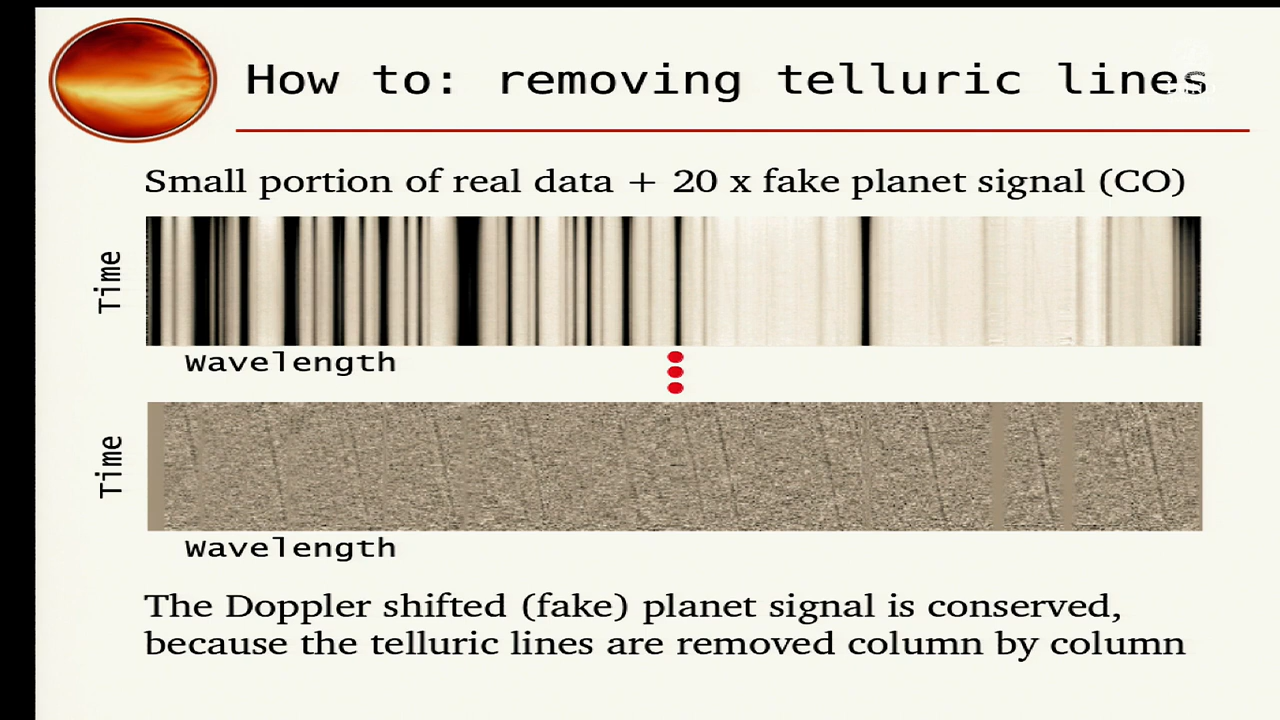 How to: removing telluric lines
Small portion of real data + 20 x fake planet signal (CO)
Time
Wavelength
Time
Wavelength
The Doppler shifted (fake) planet signal is conserved,
because the telluric lines are removed column by column